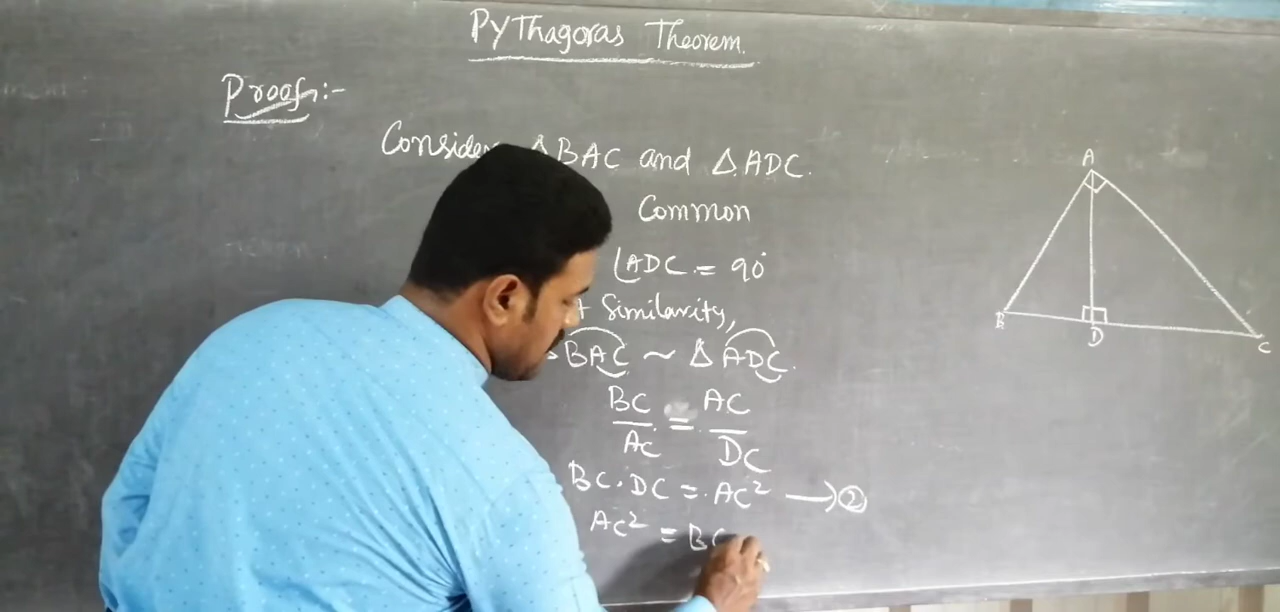 Pythagoras Theorem.
Proof:-
Consider △BAC and △ADC.
Common
∠ADC = 90°
Similarity,
BAC ~ △ADC.
BC/AC = AC/DC
BC.DC = AC² → ②
AC² = BC
A
B
D
C